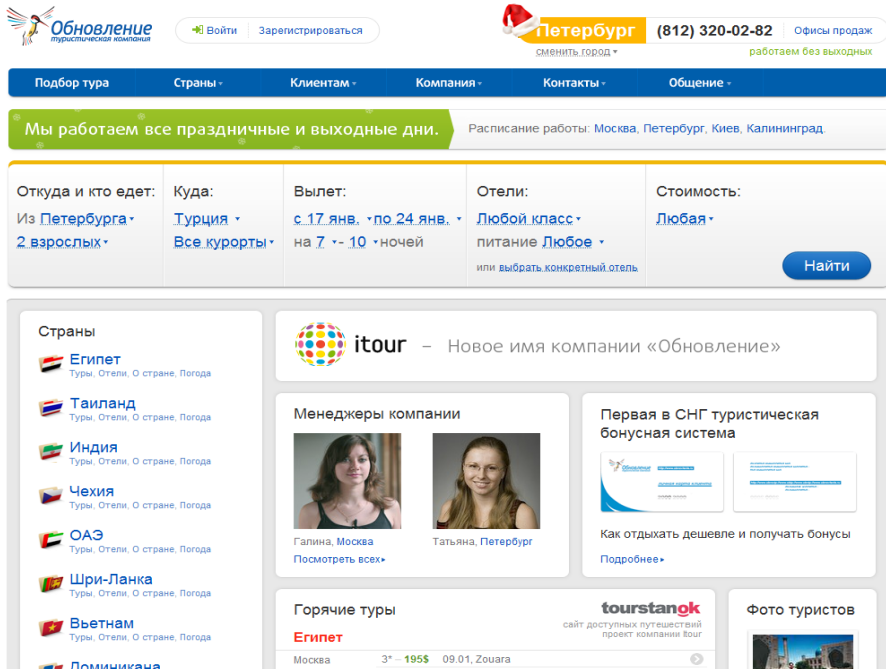 Обновление
туристическая компания
Войти
Зарегистрироваться
Петербург
(812) 320-02-82
Офисы продаж
сменить город
работаем без выходных
Подбор тура
Страны
Клиентам
Компания
Контакты
Общение
Мы работаем все праздничные и выходные дни.
Расписание работы: Москва, Петербург, Киев, Калининград.
Откуда и кто едет:
Из Петербурга
2 взрослых
Куда:
Турция
Все курорты
Вылет:
с 17 янв. по 24 янв.
на 7 - 10 ночей
Отели:
Любой класс
питание Любое
или выбрать конкретный отель
Стоимость:
Любая
Найти
Страны
Египет
Туры, Отели, О стране, Погода
Таиланд
Туры, Отели, О стране, Погода
Индия
Туры, Отели, О стране, Погода
Чехия
Туры, Отели, О стране, Погода
ОАЭ
Туры, Отели, О стране, Погода
Шри-Ланка
Туры, Отели, О стране, Погода
Вьетнам
Туры, Отели, О стране, Погода
Доминикана
itour – Новое имя компании «Обновление»
Менеджеры компании
Галина, Москва
Татьяна, Петербург
Посмотреть всех
Первая в СНГ туристическая
бонусная система
Обновление
Как отдыхать дешевле и получать бонусы
Подробнее
Горячие туры
tourstanok
сайт доступных путешествий
проект компании itour
Египет
Москва 3* – 195$ 09.01, Zouara
Фото туристов